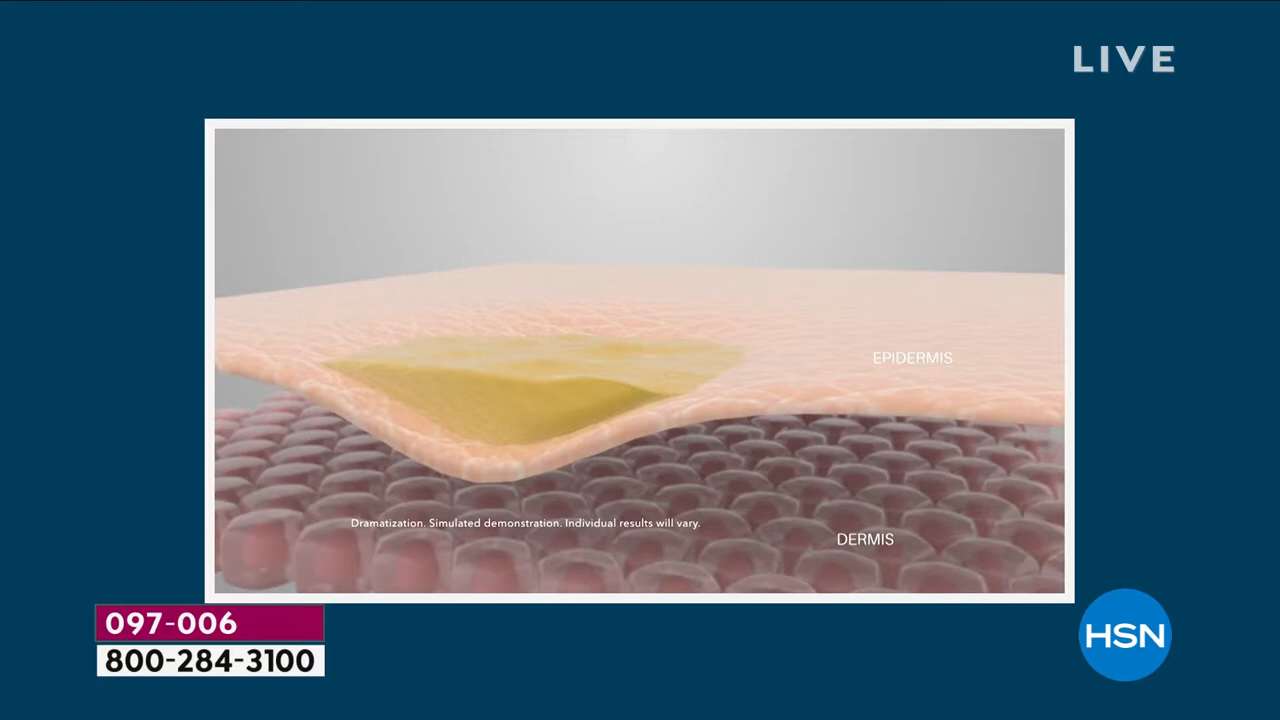 LIVE
EPIDERMIS
Dramatization. Simulated demonstration. Individual results will vary.
DERMIS
097-006
800-284-3100
HSN